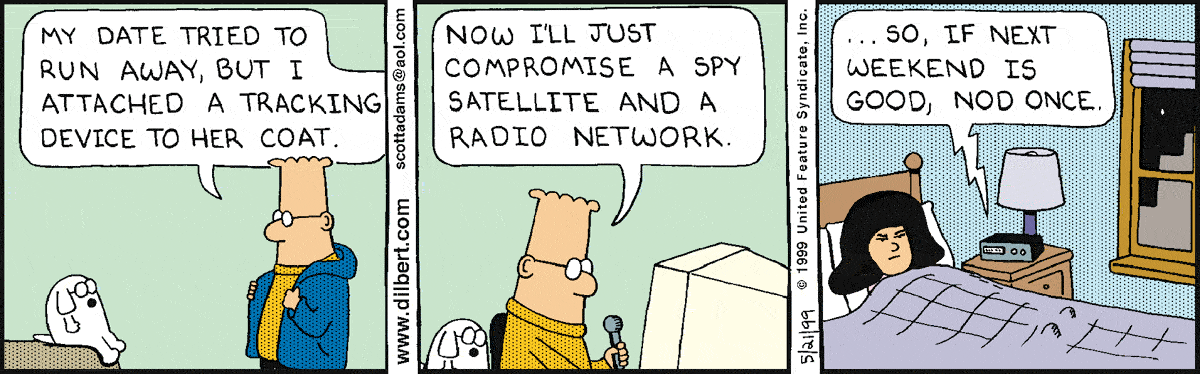 MY DATE TRIED TO
RUN AWAY, BUT I
ATTACHED A TRACKING
DEVICE TO HER COAT.
www.dilbert.com scottadams@aol.com
NOW I'LL JUST
COMPROMISE A SPY
SATELLITE AND A
RADIO NETWORK.
5/21/99 © 1999 United Feature Syndicate, Inc.
...SO, IF NEXT
WEEKEND IS
GOOD, NOD ONCE.